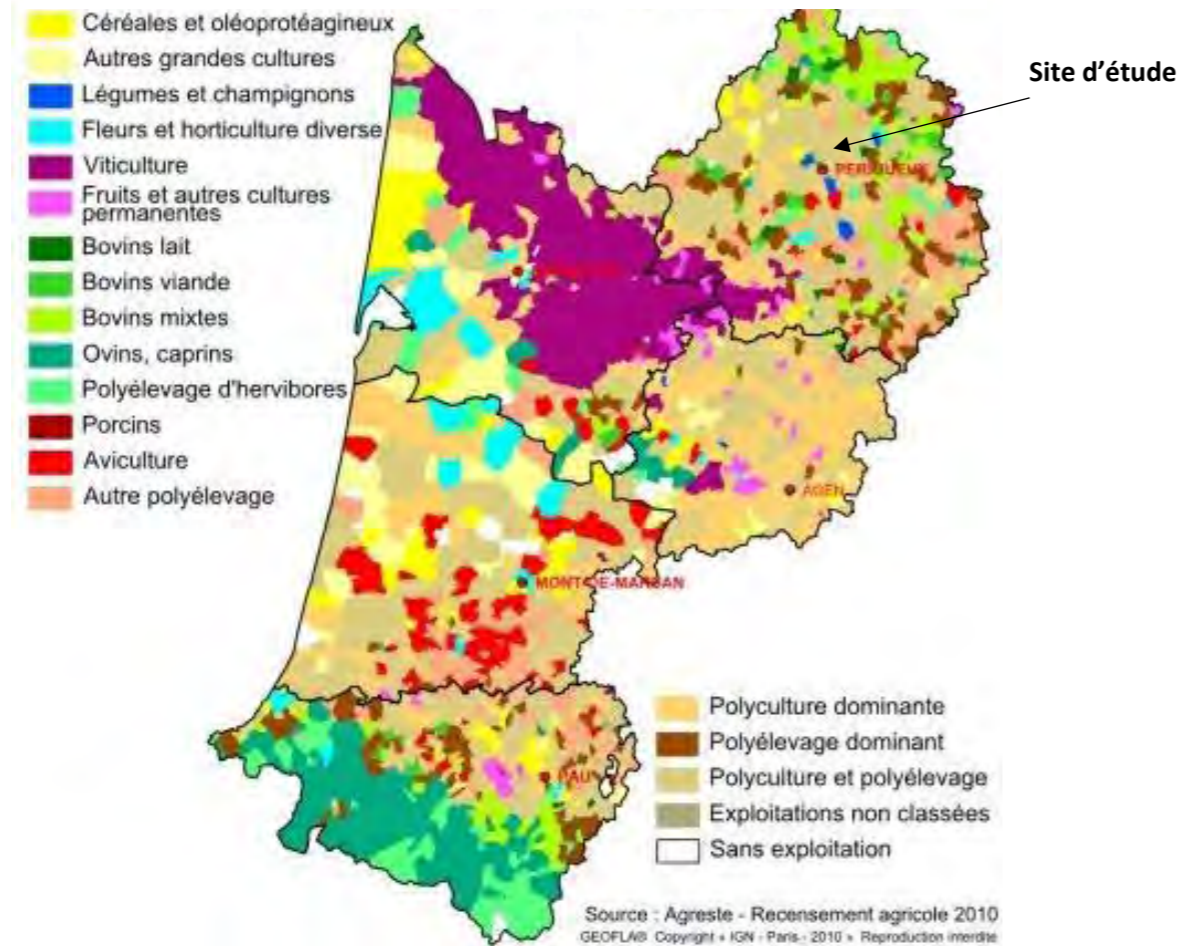 Céréales et oléoprotéagineux
Autres grandes cultures
Légumes et champignons
Fleurs et horticulture diverse
Viticulture
Fruits et autres cultures
permanentes
Bovins lait
Bovins viande
Bovins mixtes
Ovins, caprins
Polyélevage d'hervibores
Porcins
Aviculture
Autre polyélevage
Site d'étude
PERIGUEUX
AGEN
MONT-DE-MARSAN
PAU
Polyculture dominante
Polyélevage dominant
Polyculture et polyélevage
Exploitations non classées
Sans exploitation
Source : Agreste - Recensement agricole 2010
GEOFLA® Copyright « IGN - Paris - 2010 » Reproduction interdite